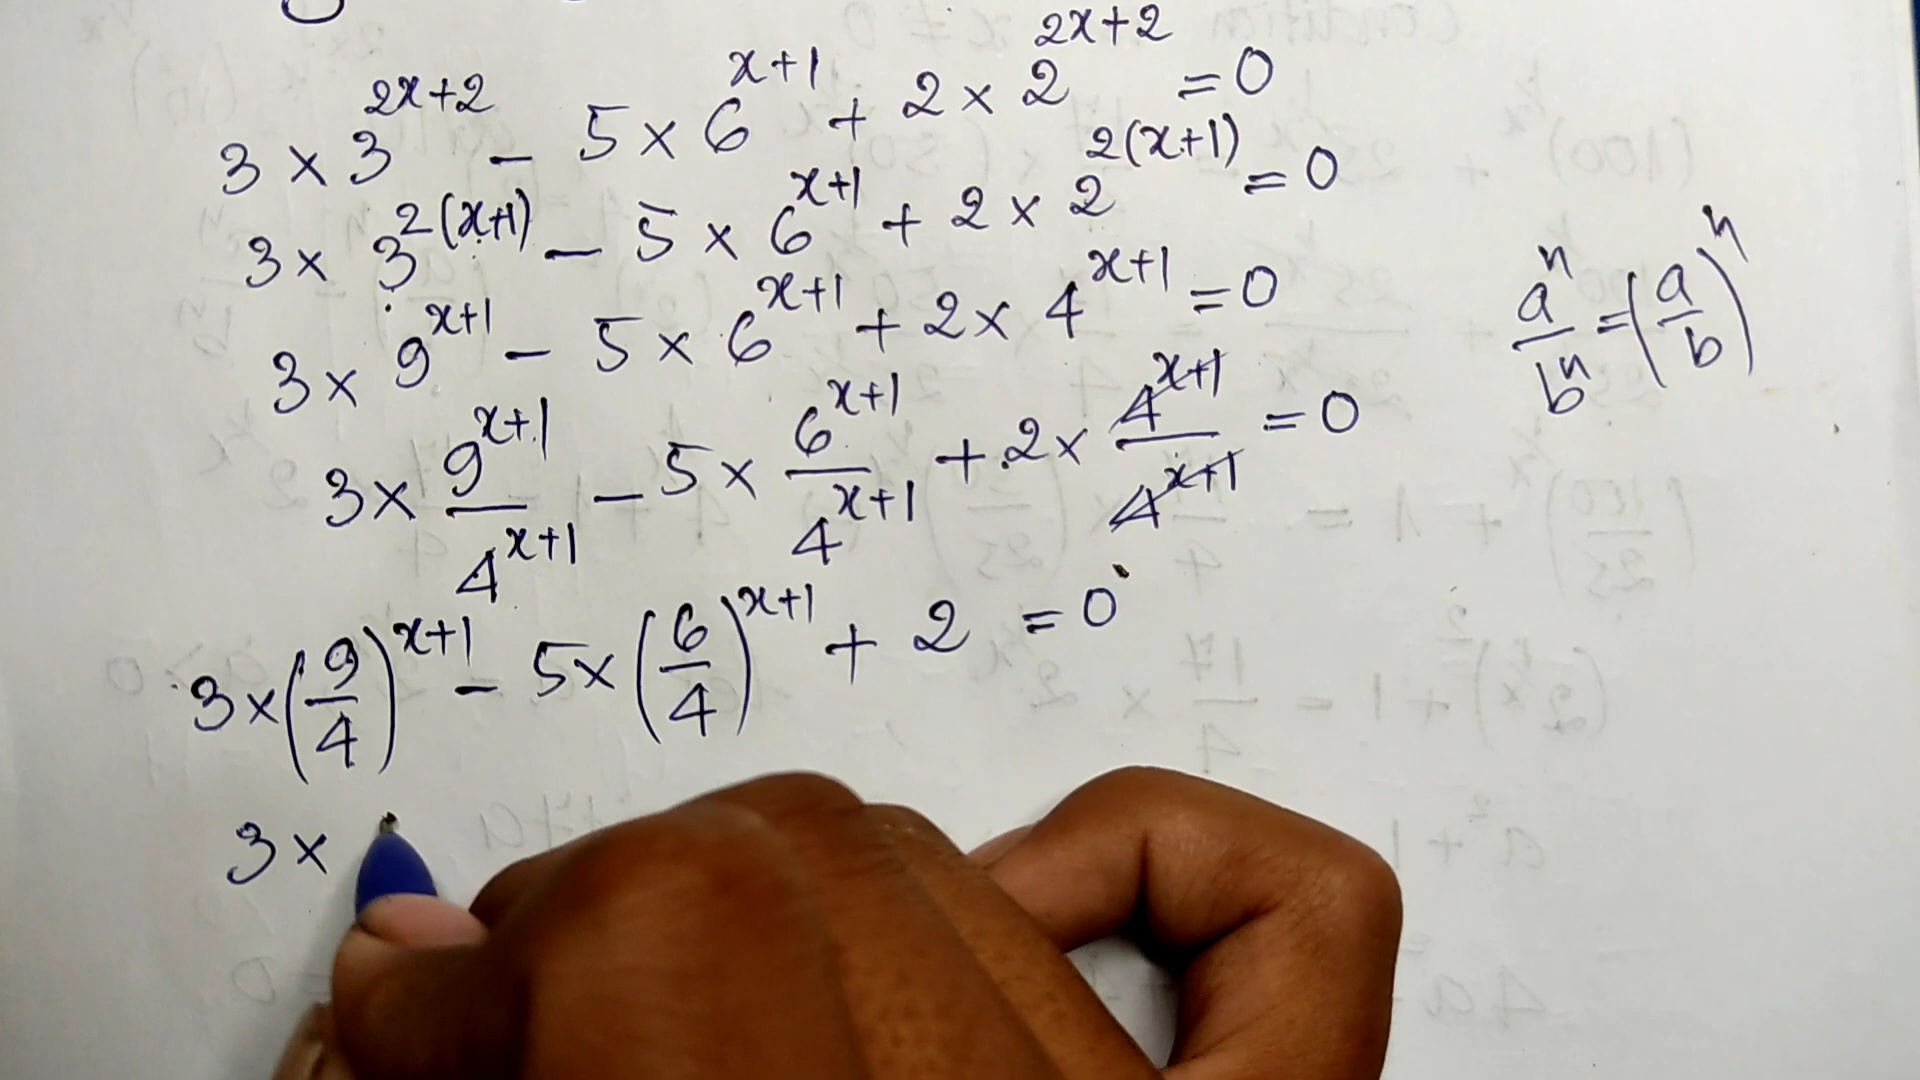 3 × 3^{2x+2} - 5 × 6^{x+1} + 2 × 2^{2x+2} = 0
3 × 3^{2(x+1)} - 5 × 6^{x+1} + 2 × 2^{2(x+1)} = 0
3 × 9^{x+1} - 5 × 6^{x+1} + 2 × 4^{x+1} = 0
a^n/b^n = (a/b)^n
3 × 9^{x+1}/4^{x+1} - 5 × 6^{x+1}/4^{x+1} + 2 × 4^{x+1}/4^{x+1} = 0
3 × (9/4)^{x+1} - 5 × (6/4)^{x+1} + 2 = 0
3 ×